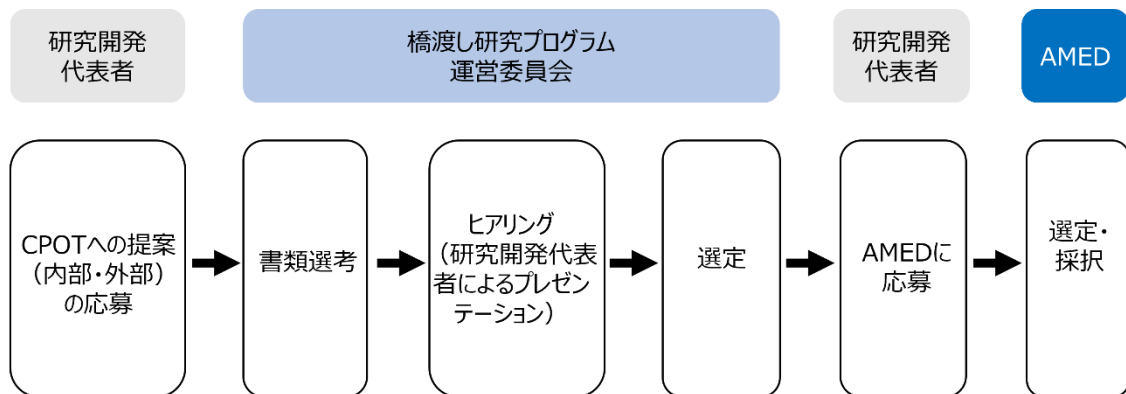 研究開発
代表者
橋渡し研究プログラム
運営委員会
研究開発
代表者
AMED
CPOTへの提案
（内部・外部）
の応募
書類選考
ヒアリング
（研究開発代表
者によるプレゼン
テーション）
選定
AMEDに
応募
選定・
採択